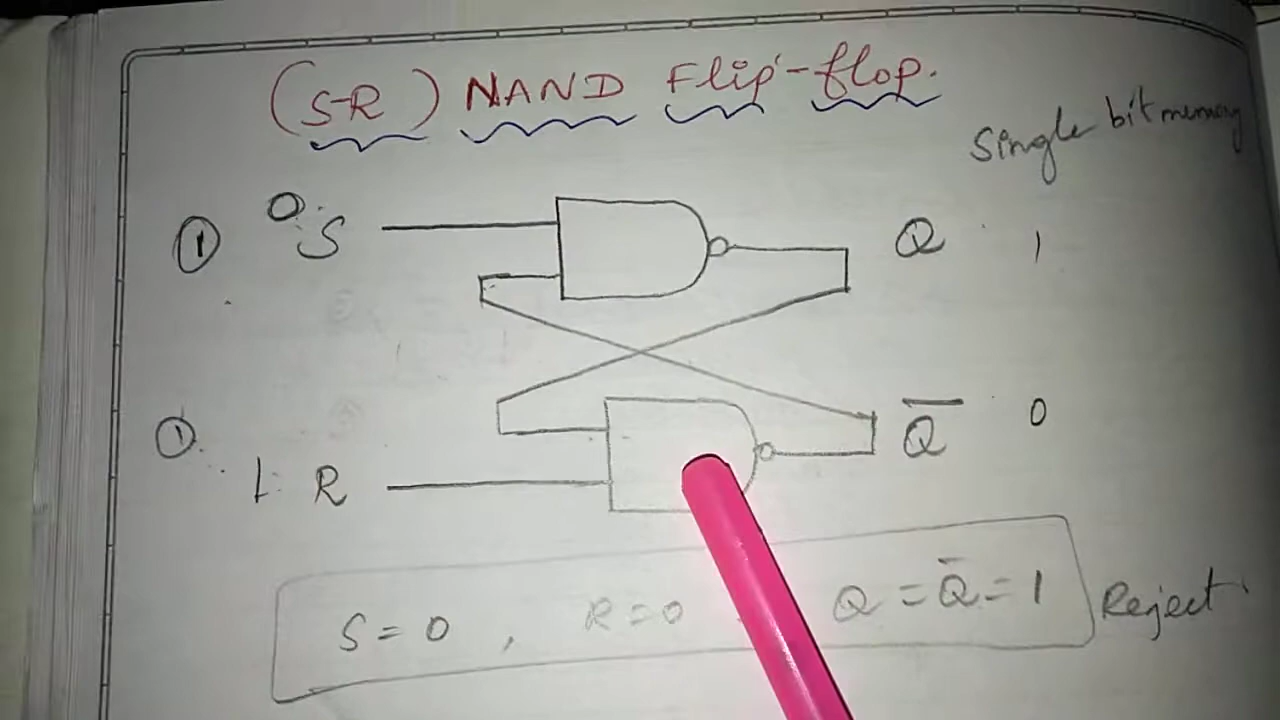 (S-R) NAND Flip-flop.
Single bit memory
① 0 S Q 1
① 1 R Q̅ 0
S = 0 , R = 0 Q = Q̅ = 1 Reject